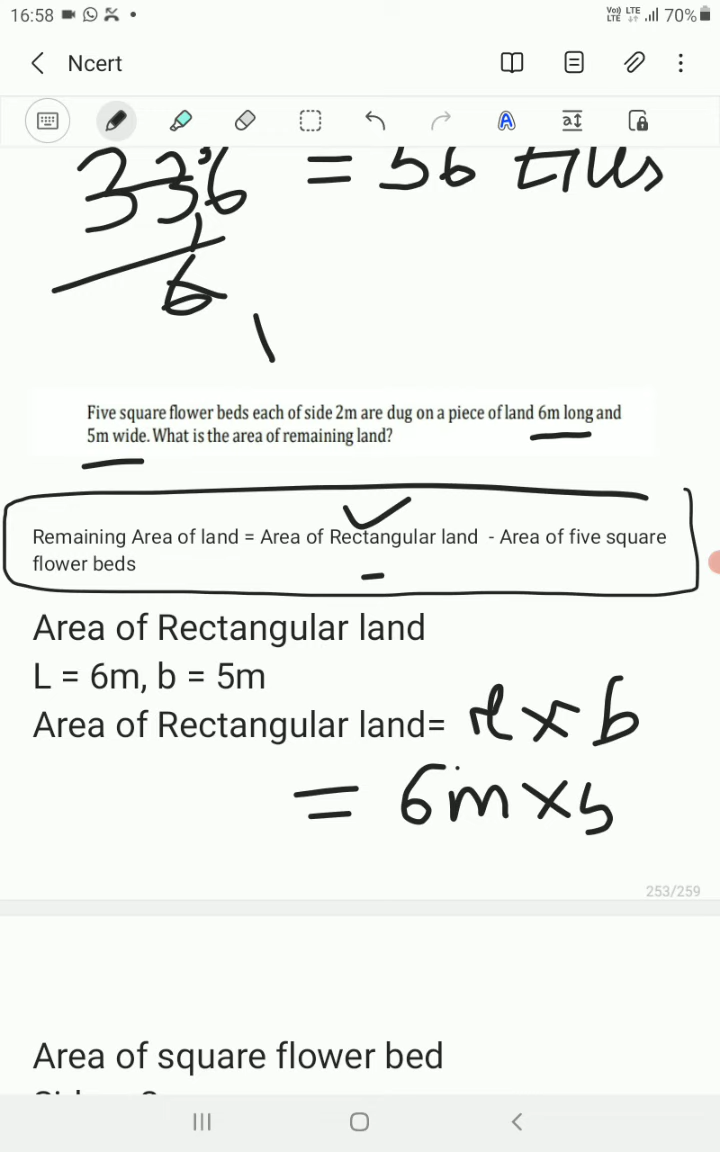 16:58 Vo) LTE LTE 70%
Ncert
336 = 56 tiles
6
Five square flower beds each of side 2m are dug on a piece of land 6m long and
5m wide. What is the area of remaining land?
Remaining Area of land = Area of Rectangular land - Area of five square
flower beds
Area of Rectangular land
L = 6m, b = 5m
Area of Rectangular land= l × b
= 6m × 5
253/259
Area of square flower bed